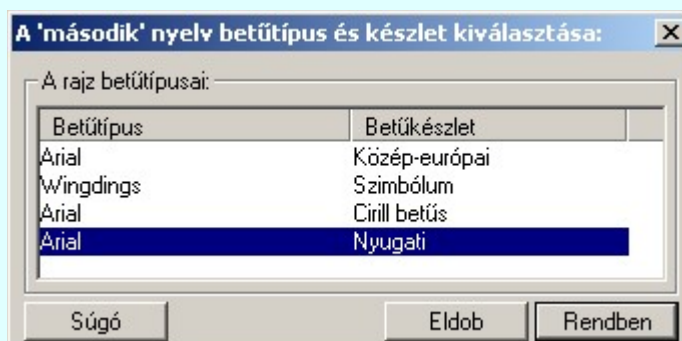 A 'második' nyelv betűtípus és készlet kiválasztása:
A rajz betűtípusai:
Betűtípus Betűkészlet
Arial Közép-európai
Wingdings Szimbólum
Arial Cirill betűs
Arial Nyugati
Súgó Eldob Rendben